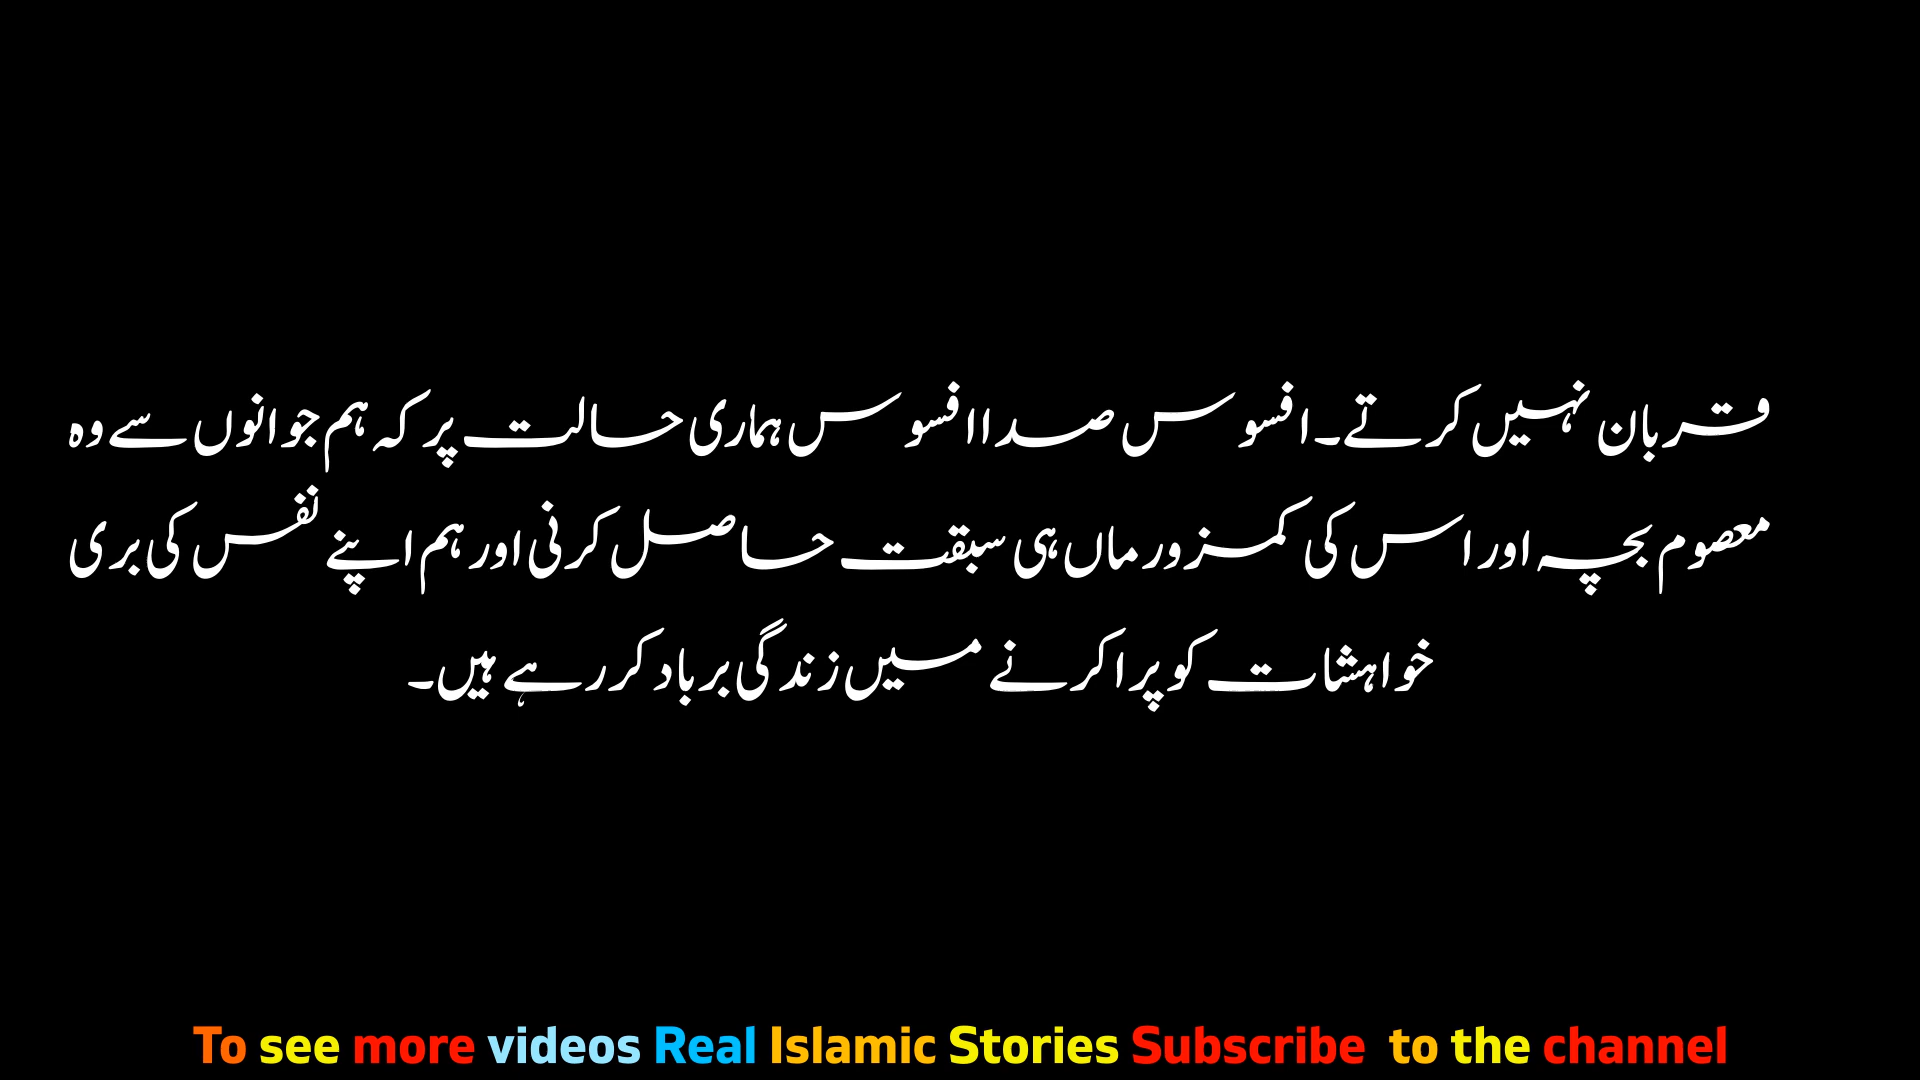 قربان نہیں کرتے۔افسوس صداافسوس ہماری حالت پر کہ ہم جوانوں سے وہ
معصوم بچہ اور اس کی کمزور ماں ہی سبقت حاصل کرنی اور ہم اپنے نفس کی بری
خواہشات کو پرا کرنے میں زندگی برباد کر رہے ہیں۔
To see more videos Real Islamic Stories Subscribe to the channel